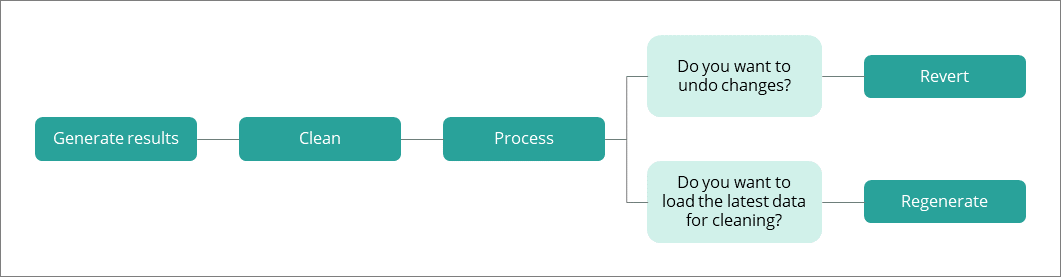 Generate results
Clean
Process
Do you want to
undo changes?
Revert
Do you want to
load the latest data
for cleaning?
Regenerate